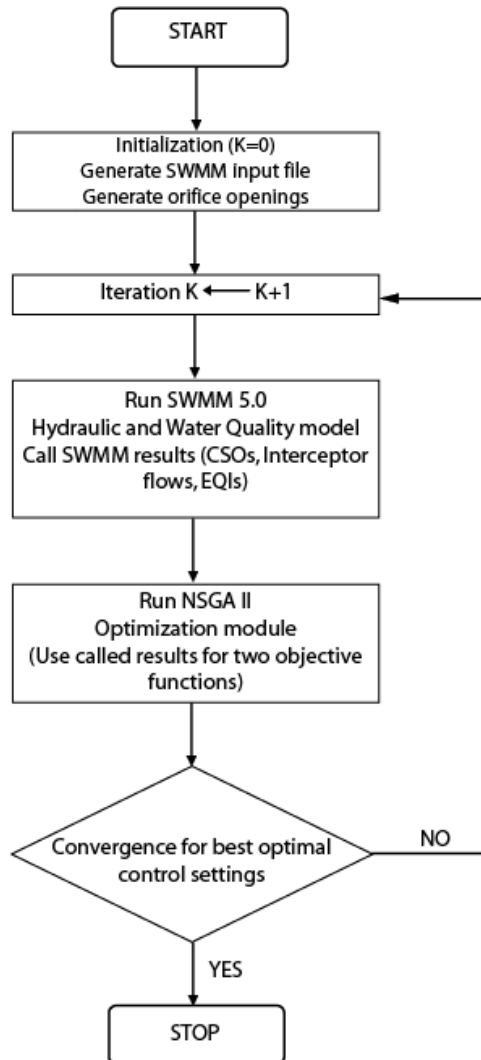 START
Initialization (K=0)
Generate SWMM input file
Generate orifice openings
Iteration K ← K+1
Run SWMM 5.0
Hydraulic and Water Quality model
Call SWMM results (CSOs, Interceptor
flows, EQIs)
Run NSGA II
Optimization module
(Use called results for two objective
functions)
Convergence for best optimal
control settings
NO
YES
STOP